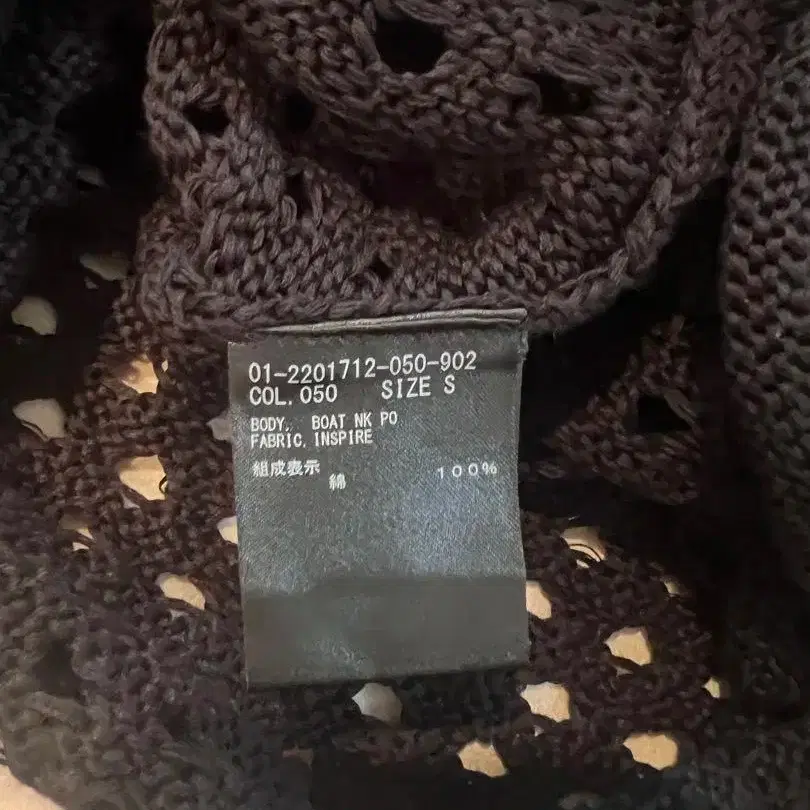 01-2201712-050-902
COL. 050 SIZE S
BODY. BOAT NK PO
FABRIC. INSPIRE
組成表示
綿 100%